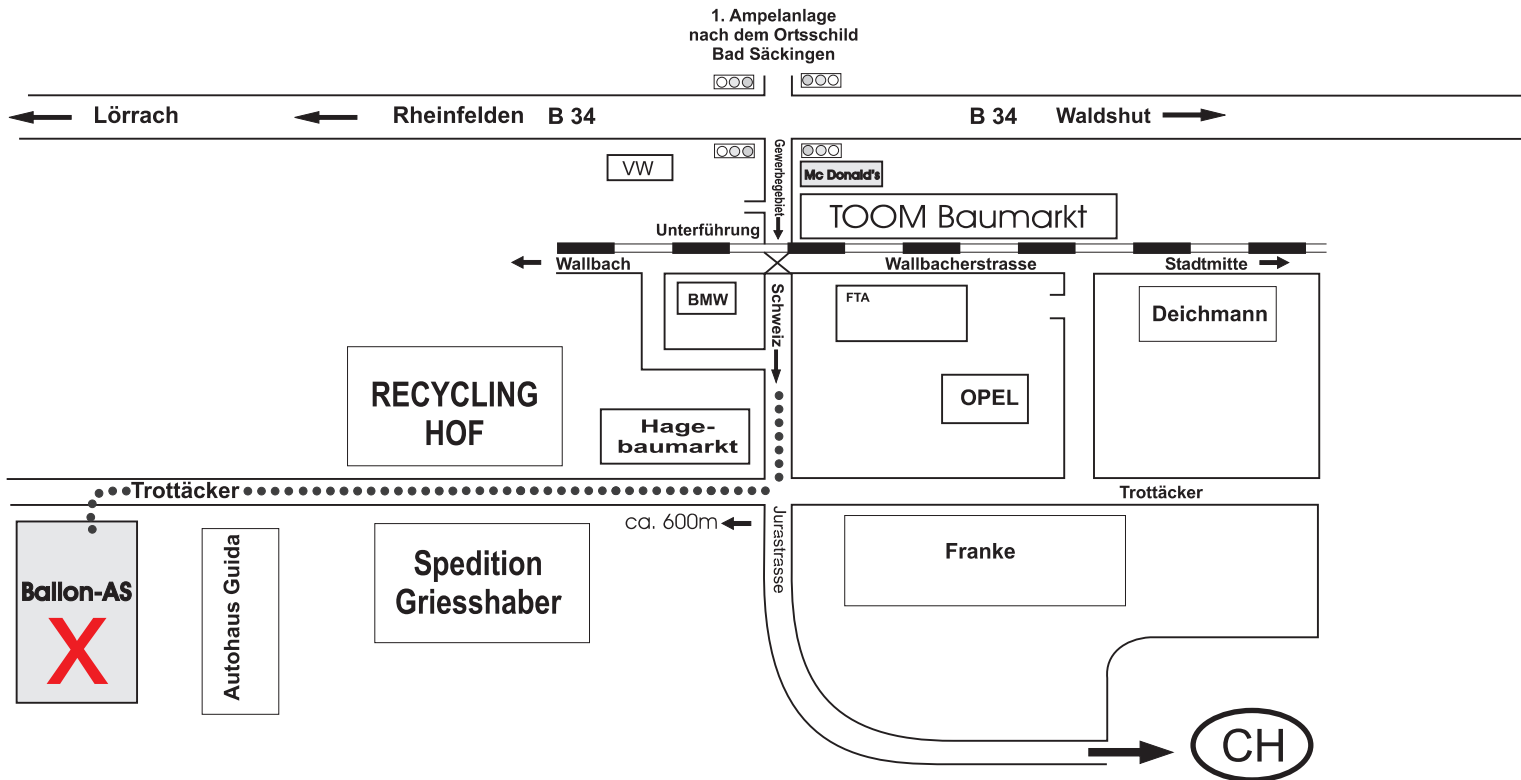 1. Ampelanlage
nach dem Ortsschild
Bad Säckingen
Lörrach
Rheinfelden B 34
B 34 Waldshut
VW
Gewerbegebiet
Mc Donald's
TOOM Baumarkt
Unterführung
Wallbach
Wallbacherstrasse
Stadtmitte
BMW
Schweiz
FTA
Deichmann
RECYCLING
HOF
OPEL
Hage-
baumarkt
Trottäcker
Trottäcker
ca. 600m
Jurastrasse
Ballon-AS
X
Autohaus Guida
Spedition
Griesshaber
Franke
CH